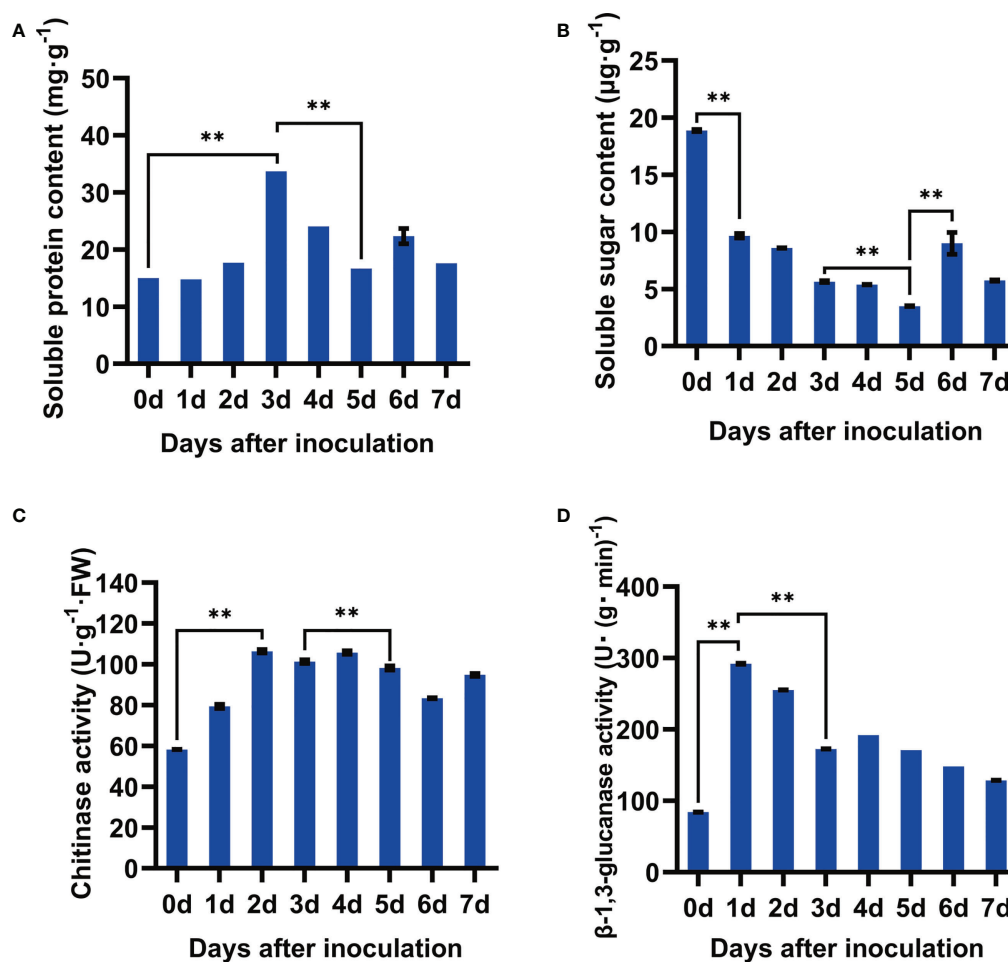 A
Soluble protein content (mg·g⁻¹)
50
40
30
20
10
0
** **
0d 1d 2d 3d 4d 5d 6d 7d
Days after inoculation
B
Soluble sugar content (μg·g⁻¹)
25
20
15
10
5
0
** ** **
0d 1d 2d 3d 4d 5d 6d 7d
Days after inoculation
C
Chitinase activity (U·g⁻¹·FW)
140
120
100
80
60
40
20
0
** **
0d 1d 2d 3d 4d 5d 6d 7d
Days after inoculation
D
β-1,3-glucanase activity (U· (g· min)⁻¹
400
300
200
100
0
** **
0d 1d 2d 3d 4d 5d 6d 7d
Days after inoculation